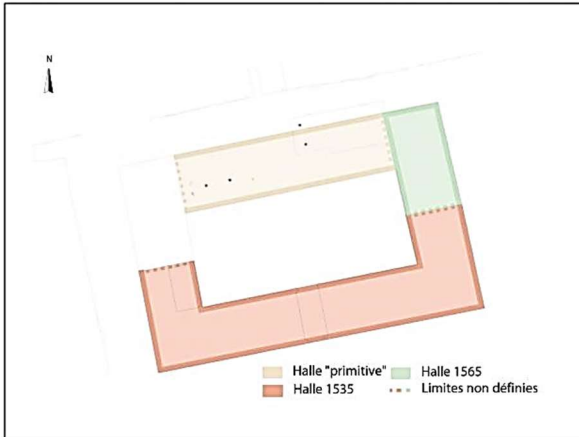 N
Halle "primitive"
Halle 1565
Halle 1535
Limites non définies